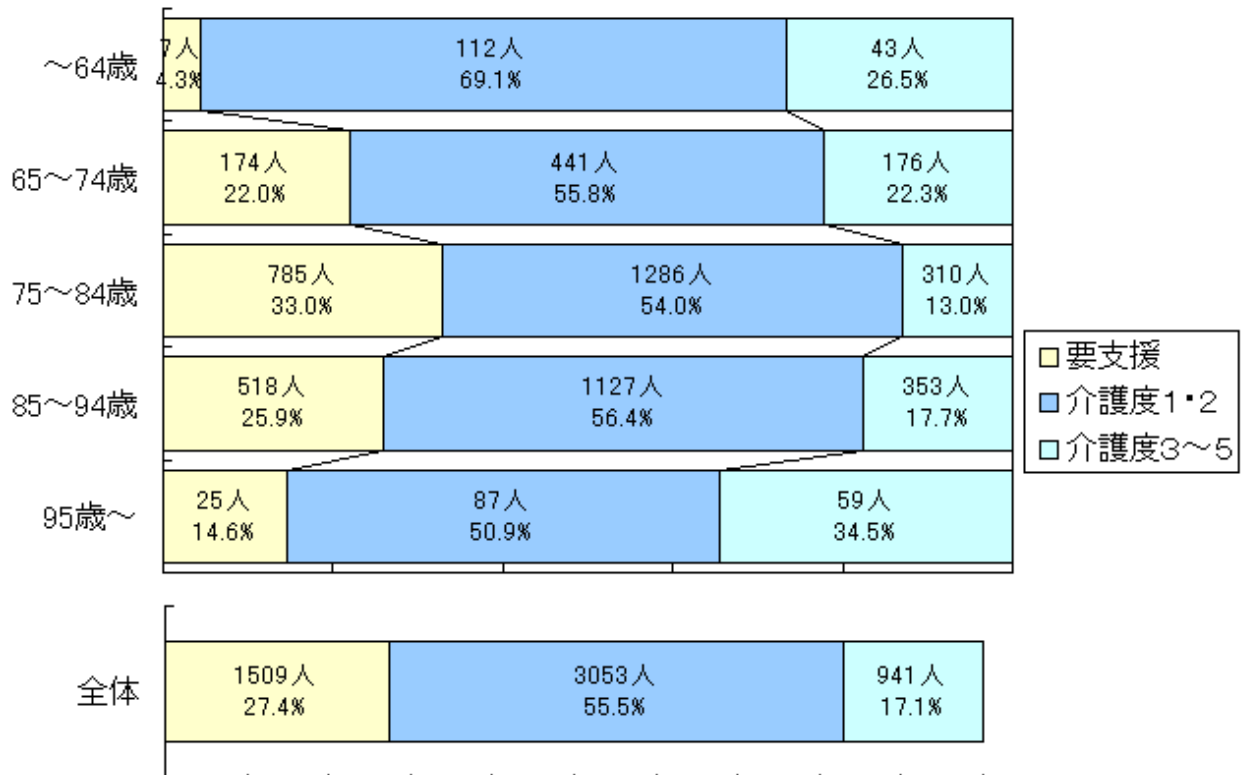 ～64歳
7人
4.3%
112人
69.1%
43人
26.5%
65～74歳
174人
22.0%
441人
55.8%
176人
22.3%
75～84歳
785人
33.0%
1286人
54.0%
310人
13.0%
85～94歳
518人
25.9%
1127人
56.4%
353人
17.7%
95歳～
25人
14.6%
87人
50.9%
59人
34.5%
要支援
介護度1・2
介護度3～5
全体
1509人
27.4%
3053人
55.5%
941人
17.1%